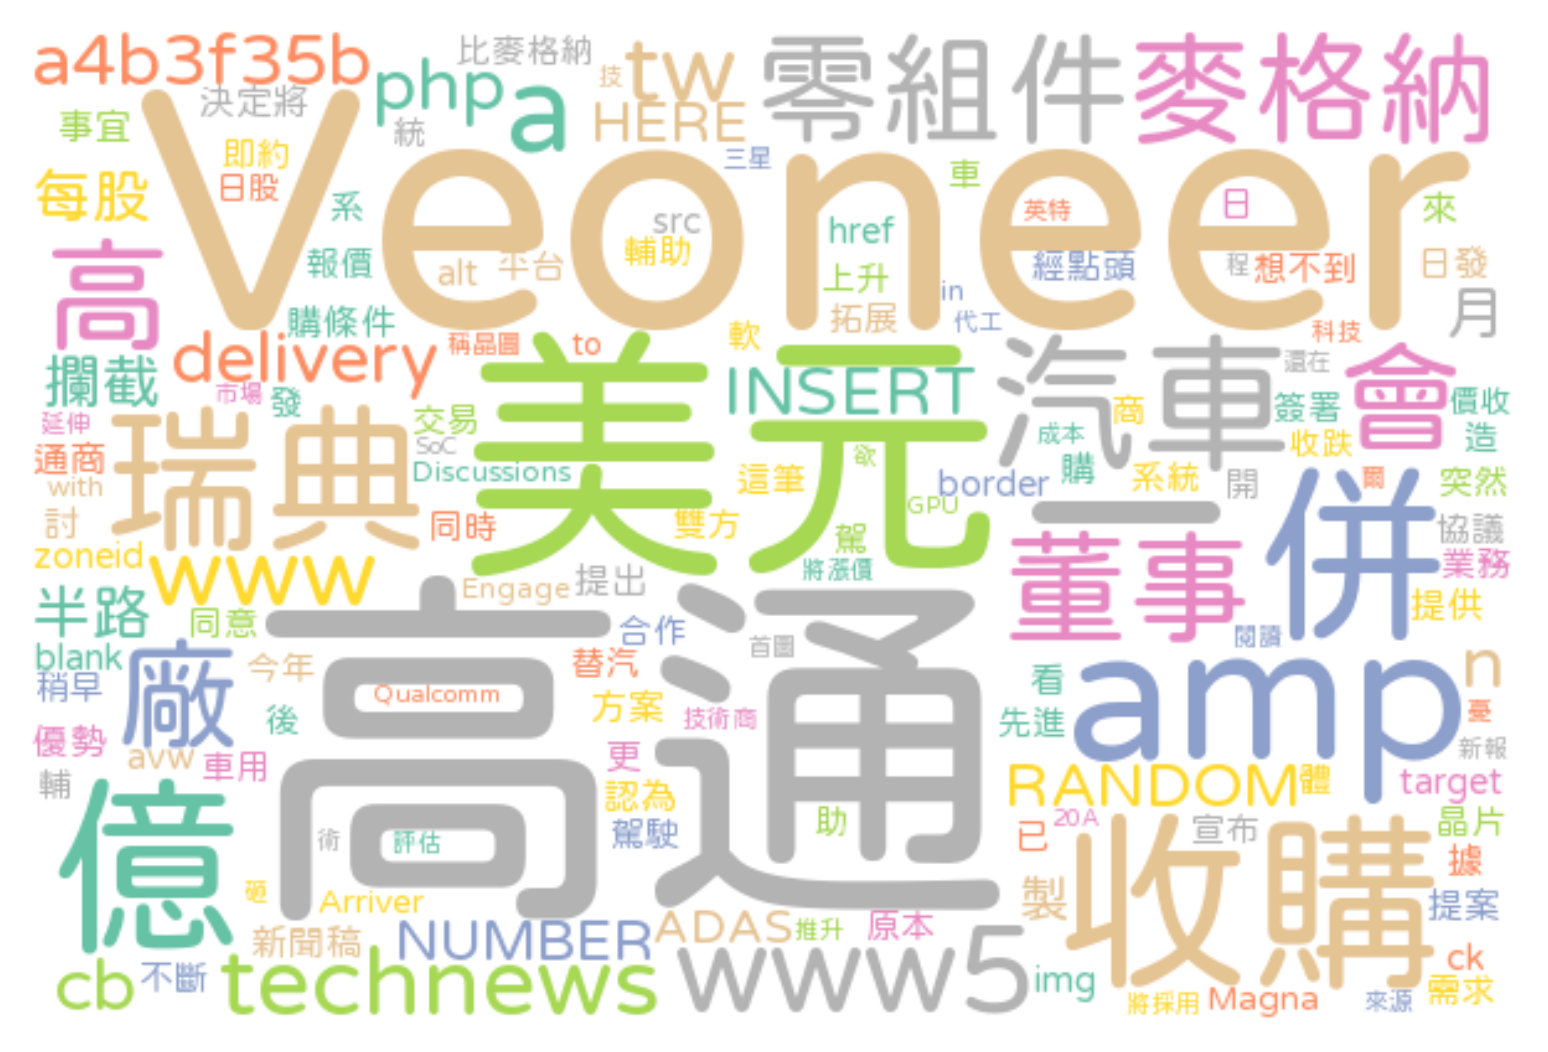 a4b3f35b
比麥格納
php
a
技
tw
HERE
零組件
麥格納
決定將
事宜
統
即約
日股
每股
系
三星
車
英特
日
來
src
輔助
href
上升
Veoneer
報價
alt
平台
經點頭
程
想不到
日發
高
in
月
購條件
拓展
代工
軟
科技
delivery
稱晶圓
to
還在
攔截
市場
發
美元
INSERT
汽車
會
價收
延伸
交易
商
簽署
造
SoC
成本
收跌
通商
瑞典
Discussions
這筆
欲
購
系統
開
爾
突然
with
border
GPU
討
同時
雙方
駕
一
併
協議
zoneid
www
將漲價
董事
業務
Engage
提出
半路
同意
合作
首圖
閱讀
提供
blank
今年
替汽
看
amp
n
稍早
廠
Qualcomm
高通
方案
技術商
先進
憂
後
優勢
avw
車用
更
新報
輔
認為
RANDOM
體
target
億
術
評估
駕駛
助
已
20A
宣布
晶片
據
砸
Arriver
製
收購
提案
新聞稿
NUMBER
ADAS
推升
原本
cb
不斷
technews
www5
img
ck
將採用
Magna
來源
需求